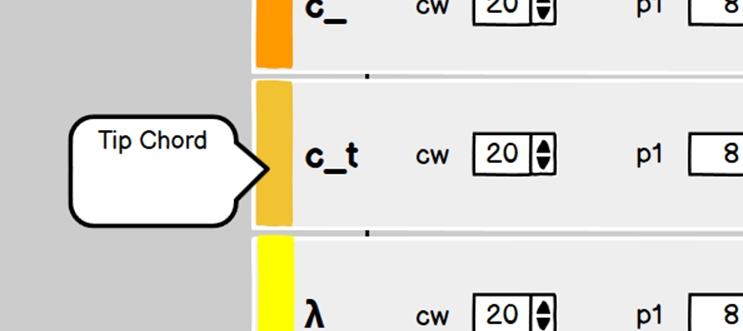 c_ cw 20 p1 8
Tip Chord
c_t cw 20 p1 8
λ cw 20 p1 8